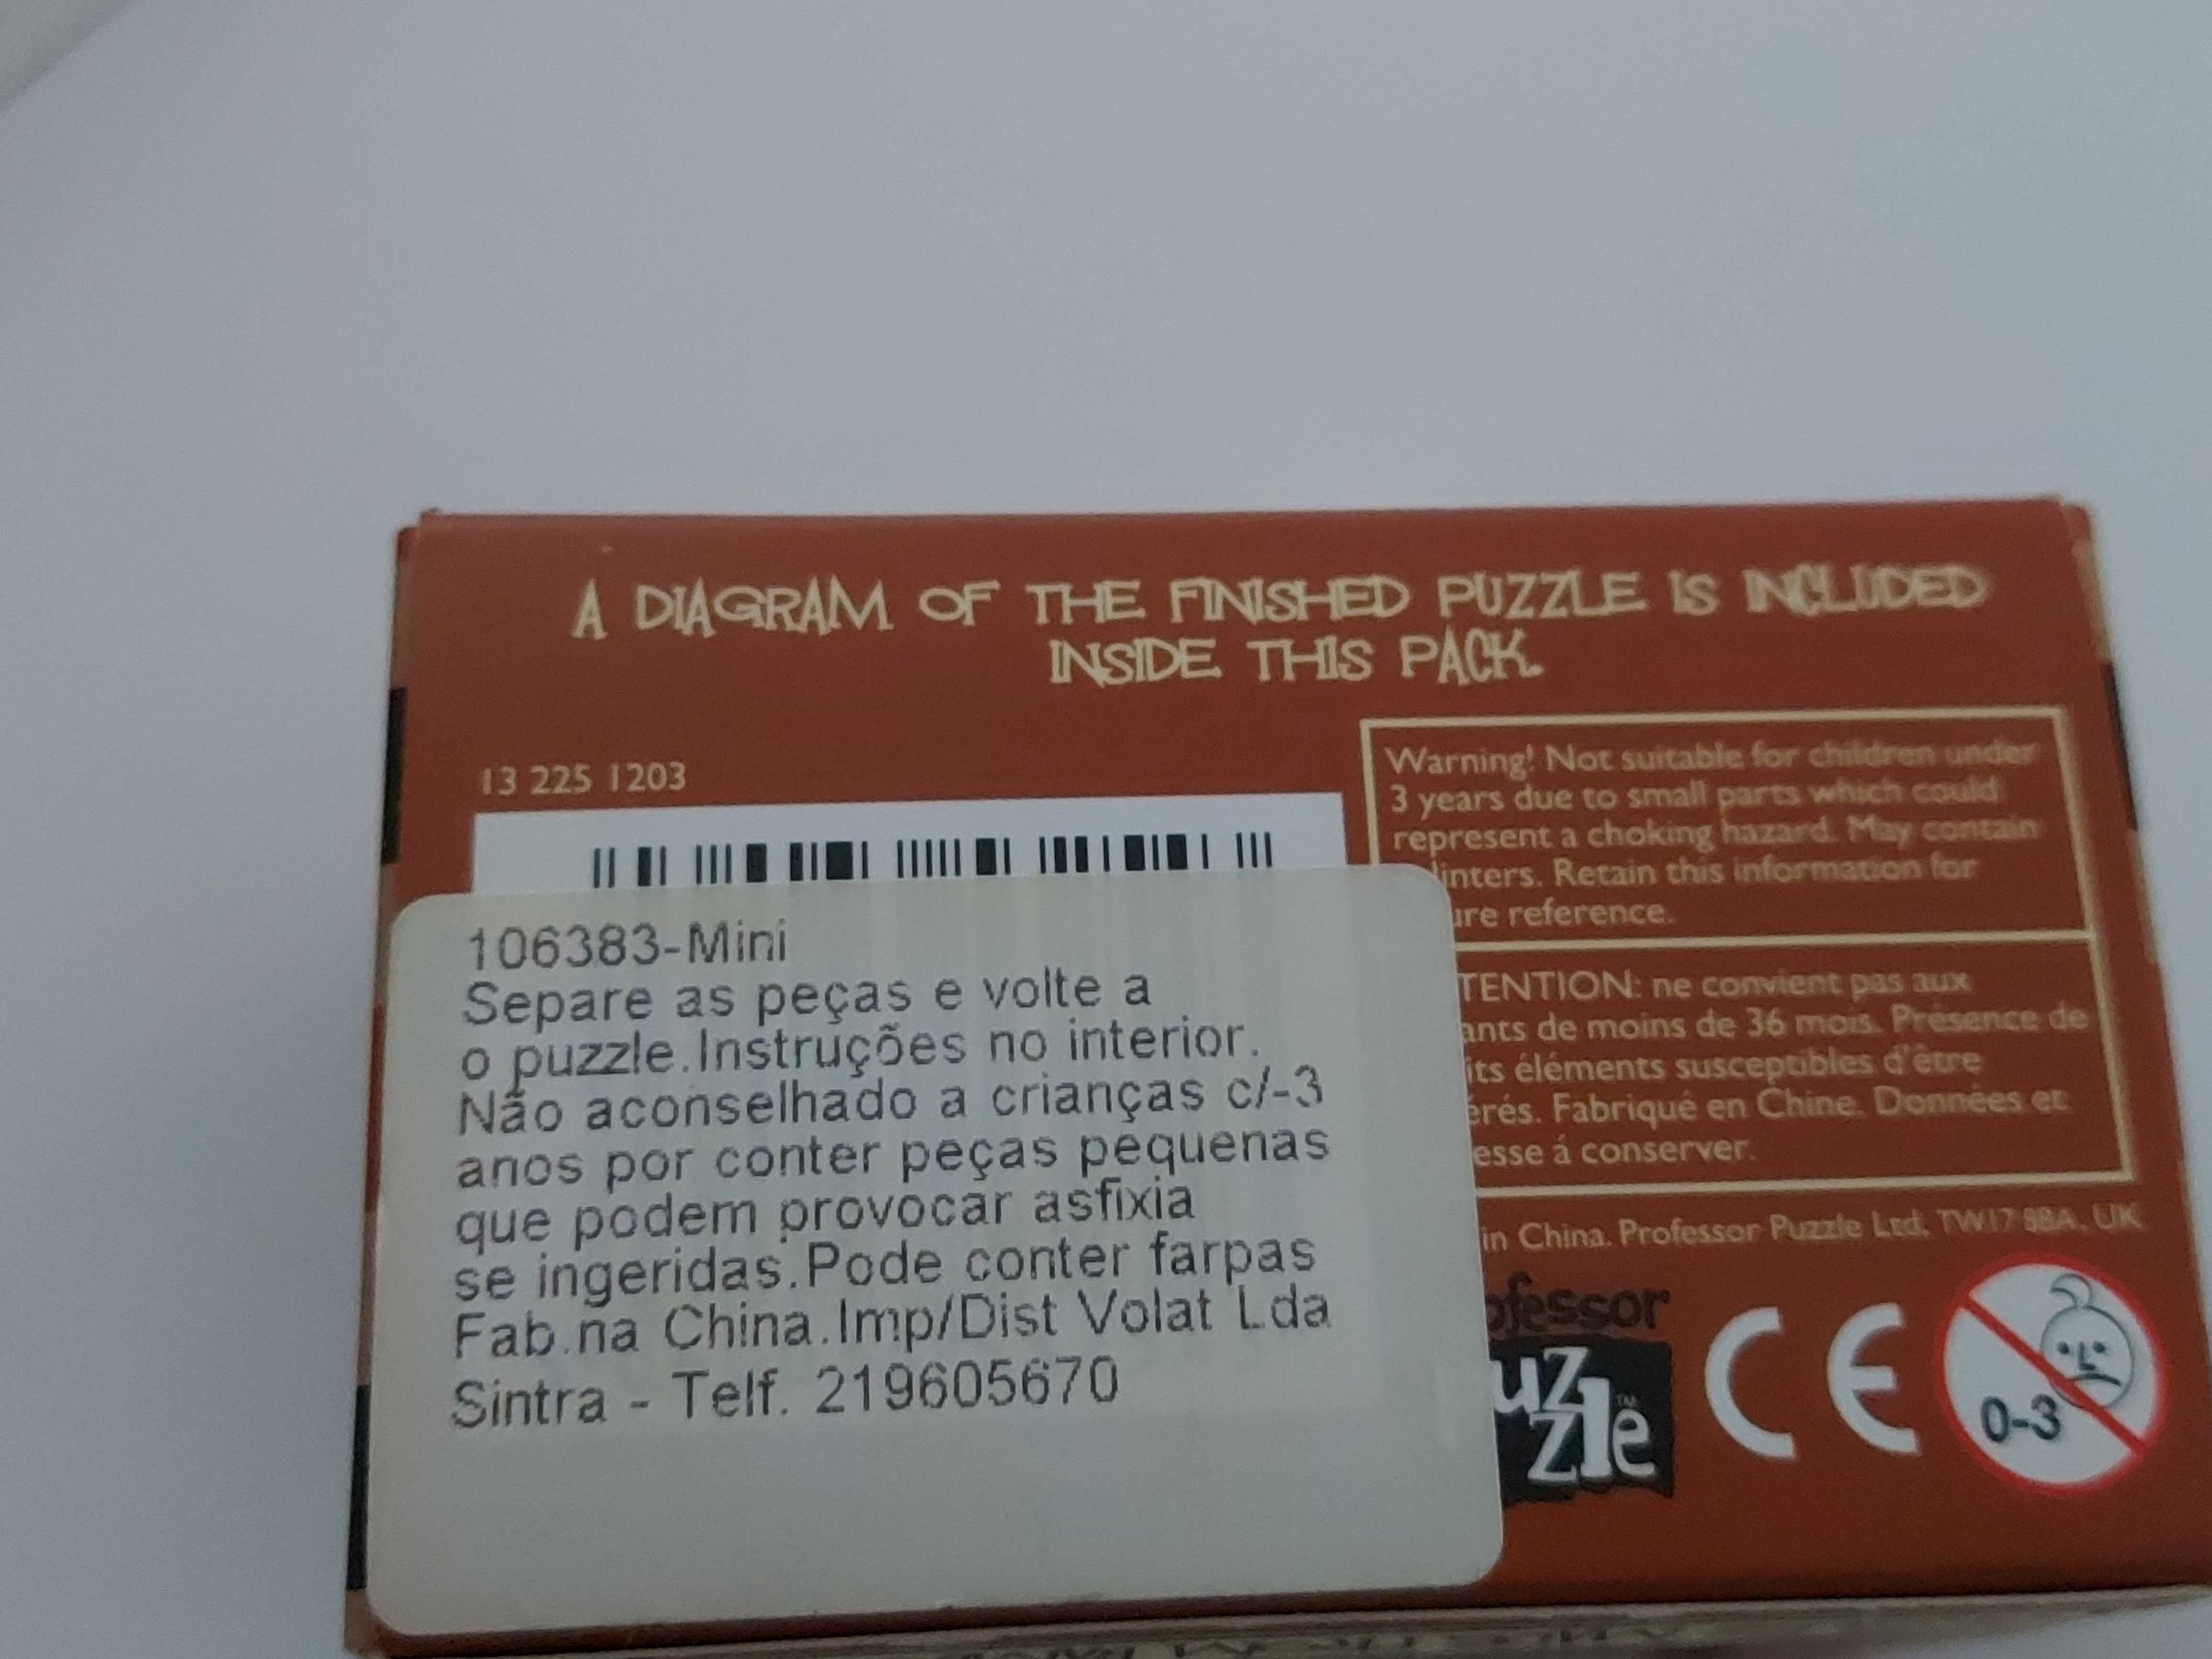 A DIAGRAM OF THE FINISHED PUZZLE IS INCLUDED
INSIDE THIS PACK.
13 225 1203
Warning! Not suitable for children under
3 years due to small parts which could
represent a choking hazard. May contain
linters. Retain this information for
ure reference.
TENTION: ne convient pas aux
ants de moins de 36 mois. Présence de
its éléments susceptibles d'être
érés. Fabriqué en Chine. Données et
esse á conserver.
in China. Professor Puzzle Ltd. TW17 UK
ofessor
uz
zle
TM
CE
0-3
106383-Mini
Separe as peças e volte a
o puzzle.Instruções no interior.
Não aconselhado a crianças c/-3
anos por conter peças pequenas
que podem provocar asfixia
se ingeridas.Pode conter farpas
Fab.na China.Imp/Dist Volat Lda
Sintra - Telf. 219605670